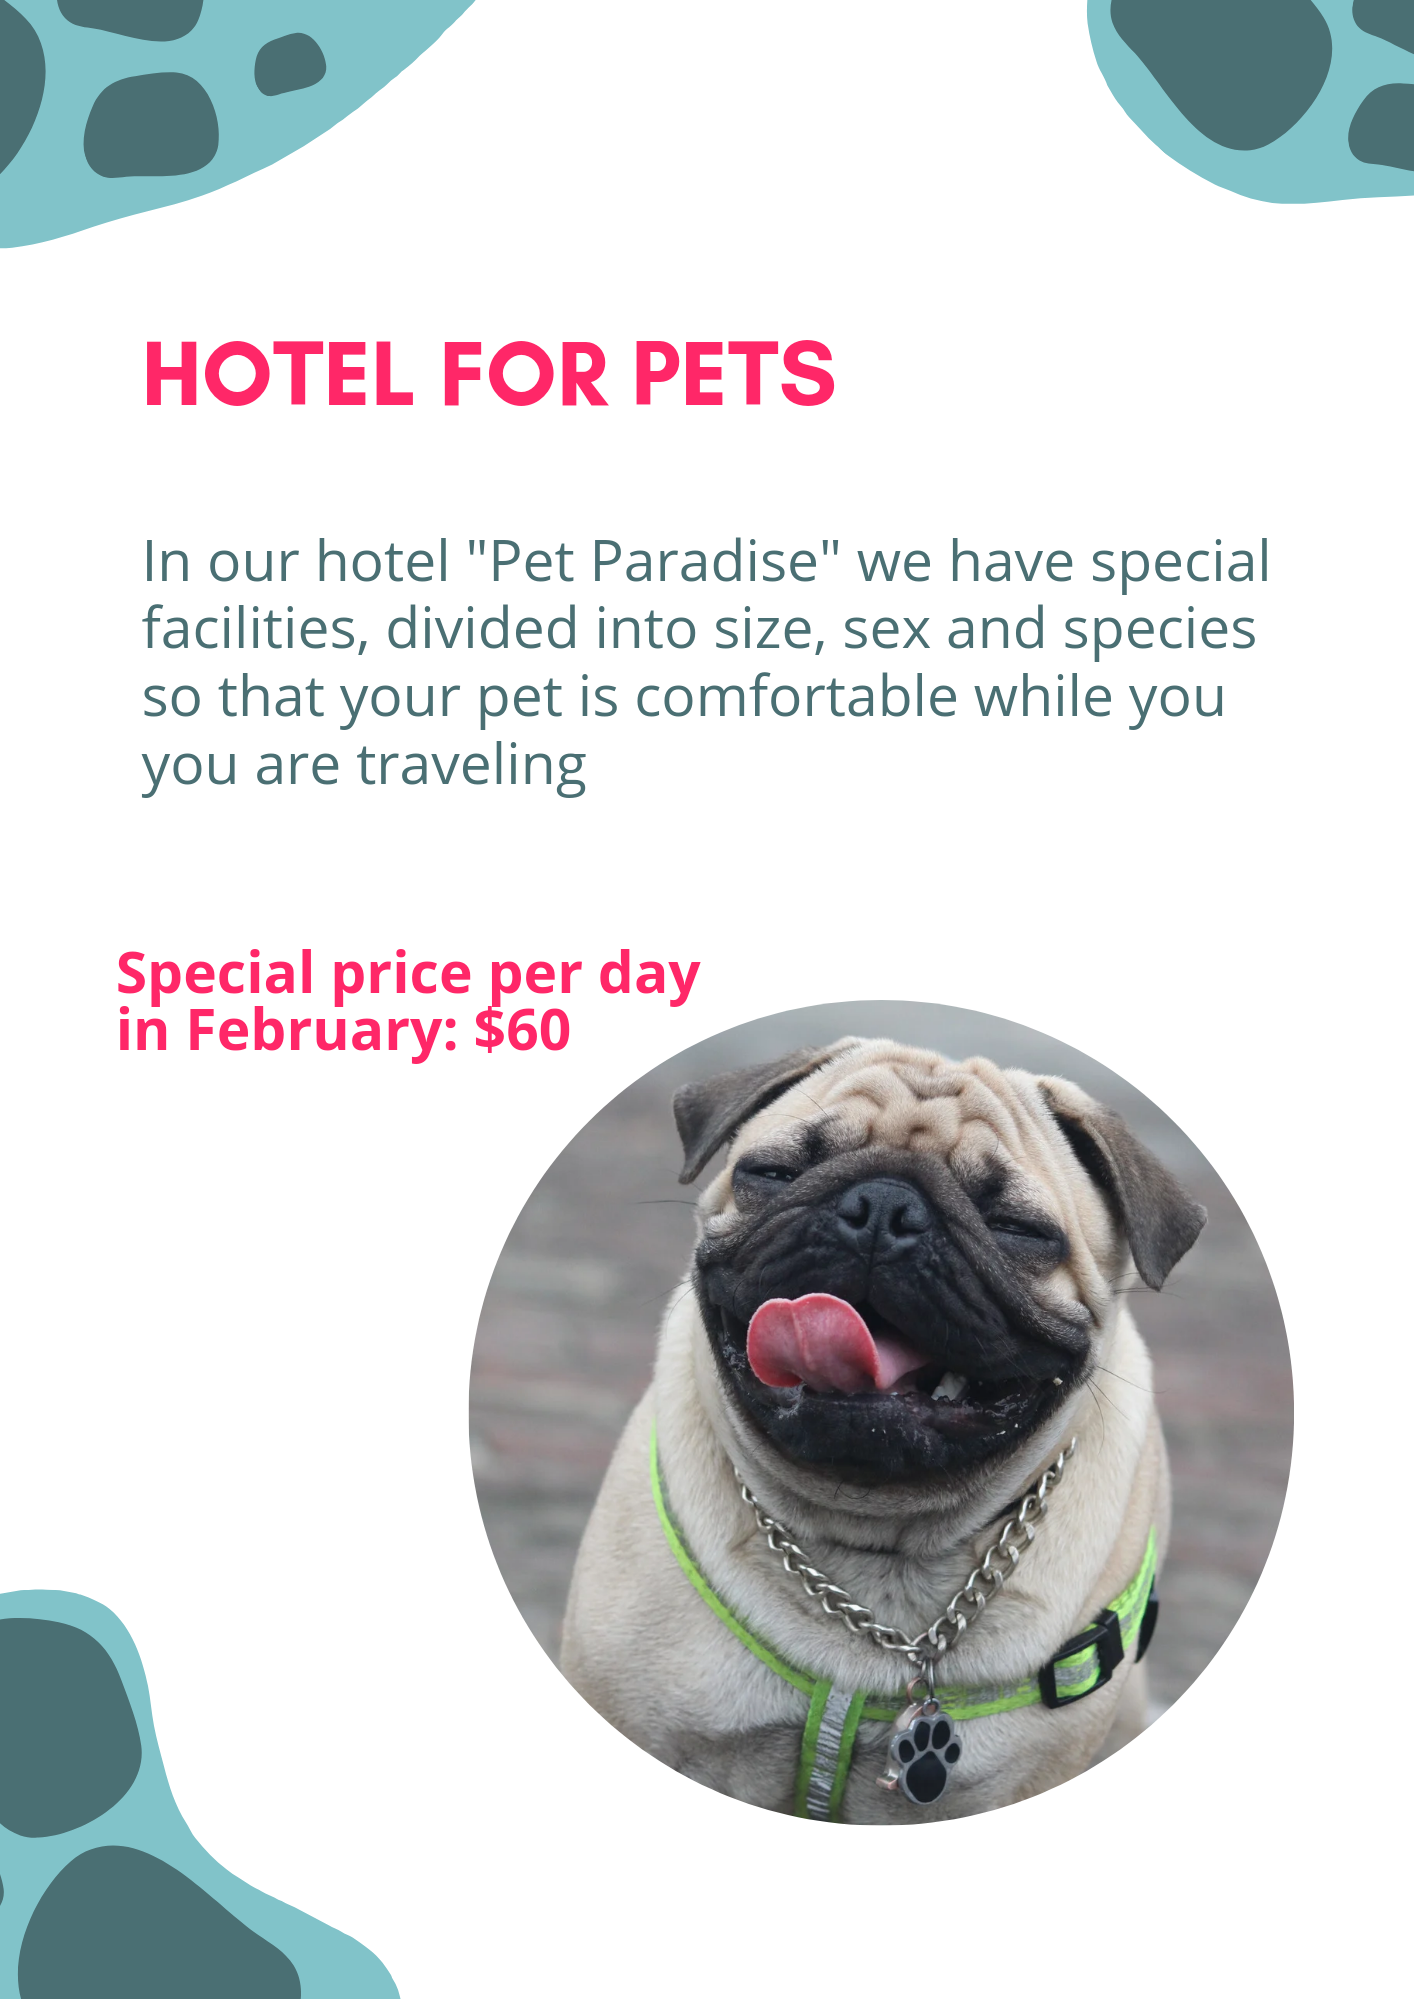 HOTEL FOR PETS
In our hotel "Pet Paradise" we have special
facilities, divided into size, sex and species
so that your pet is comfortable while you
you are traveling
Special price per day
in February: $60